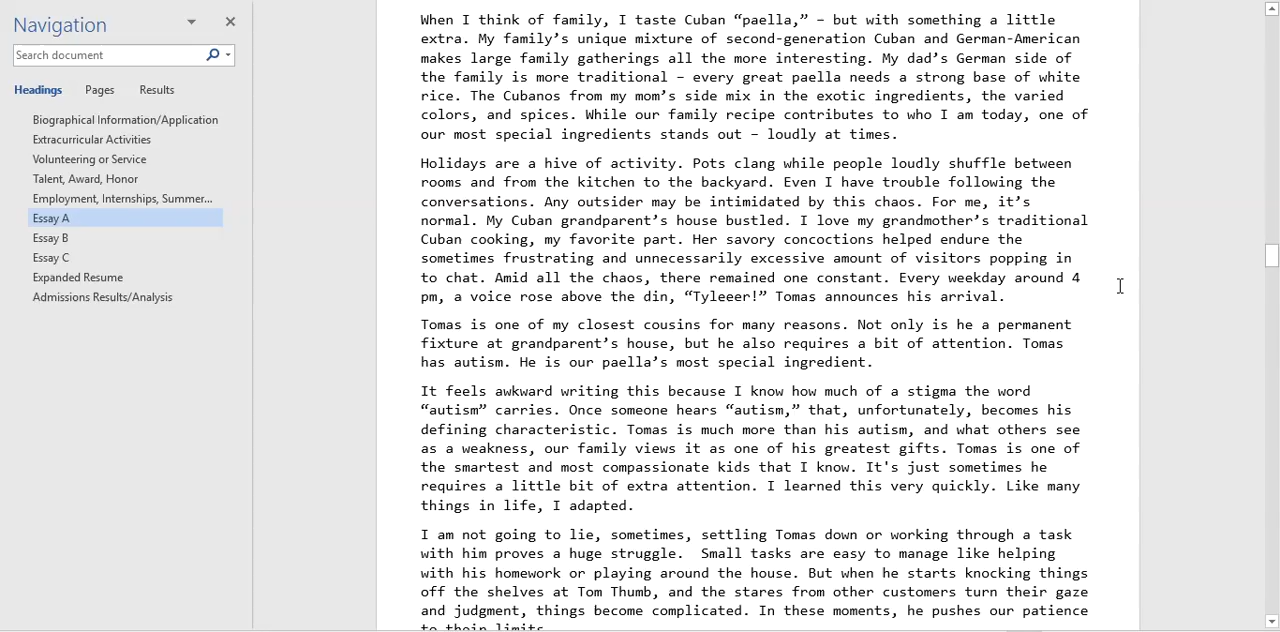 Navigation
Search document
Headings Pages Results
Biographical Information/Application
Extracurricular Activities
Volunteering or Service
Talent, Award, Honor
Employment, Internships, Summer...
Essay A
Essay B
Essay C
Expanded Resume
Admissions Results/Analysis
When I think of family, I taste Cuban “paella,” – but with something a little
extra. My family’s unique mixture of second-generation Cuban and German-American
makes large family gatherings all the more interesting. My dad’s German side of
the family is more traditional – every great paella needs a strong base of white
rice. The Cubanos from my mom’s side mix in the exotic ingredients, the varied
colors, and spices. While our family recipe contributes to who I am today, one of
our most special ingredients stands out – loudly at times.
Holidays are a hive of activity. Pots clang while people loudly shuffle between
rooms and from the kitchen to the backyard. Even I have trouble following the
conversations. Any outsider may be intimidated by this chaos. For me, it’s
normal. My Cuban grandparent’s house bustled. I love my grandmother’s traditional
Cuban cooking, my favorite part. Her savory concoctions helped endure the
sometimes frustrating and unnecessarily excessive amount of visitors popping in
to chat. Amid all the chaos, there remained one constant. Every weekday around 4
pm, a voice rose above the din, “Tyleeer!” Tomas announces his arrival.
Tomas is one of my closest cousins for many reasons. Not only is he a permanent
fixture at grandparent’s house, but he also requires a bit of attention. Tomas
has autism. He is our paella’s most special ingredient.
It feels awkward writing this because I know how much of a stigma the word
“autism” carries. Once someone hears “autism,” that, unfortunately, becomes his
defining characteristic. Tomas is much more than his autism, and what others see
as a weakness, our family views it as one of his greatest gifts. Tomas is one of
the smartest and most compassionate kids that I know. It's just sometimes he
requires a little bit of extra attention. I learned this very quickly. Like many
things in life, I adapted.
I am not going to lie, sometimes, settling Tomas down or working through a task
with him proves a huge struggle.  Small tasks are easy to manage like helping
with his homework or playing around the house. But when he starts knocking things
off the shelves at Tom Thumb, and the stares from other customers turn their gaze
and judgment, things become complicated. In these moments, he pushes our patience
to their limits.